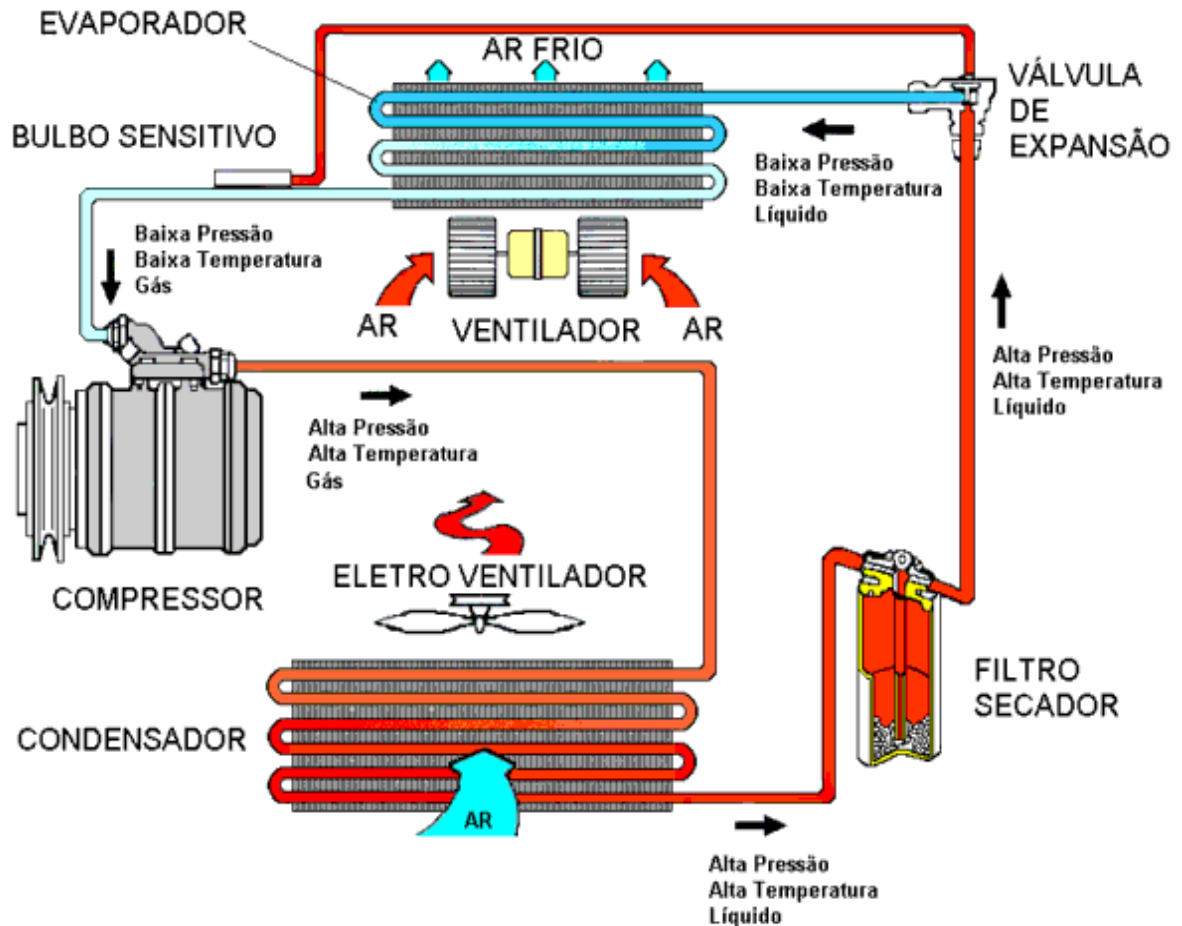 EVAPORADOR
AR FRIO
VÁLVULA
DE
EXPANSÃO
BULBO SENSITIVO
Baixa Pressão
Baixa Temperatura
Líquido
Baixa Pressão
Baixa Temperatura
Gás
AR
VENTILADOR
AR
Alta Pressão
Alta Temperatura
Líquido
Alta Pressão
Alta Temperatura
Gás
ELETRO VENTILADOR
COMPRESSOR
FILTRO
SECADOR
CONDENSADOR
AR
Alta Pressão
Alta Temperatura
Líquido